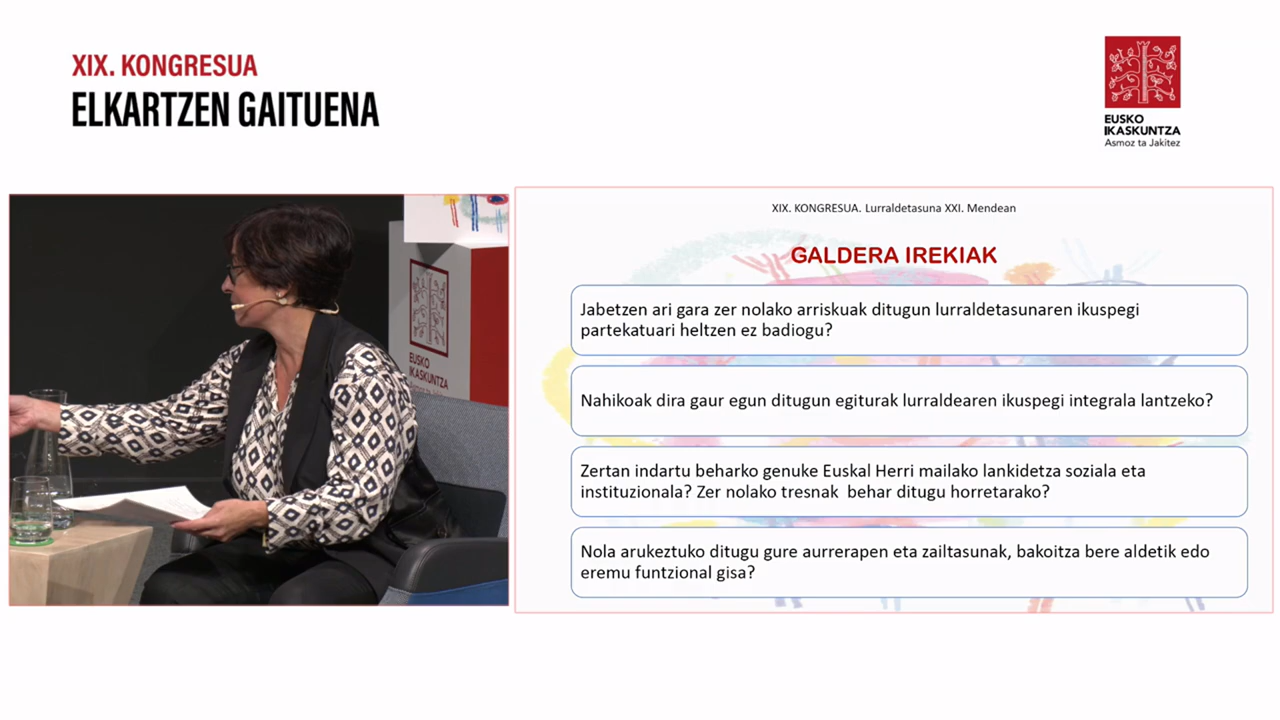 XIX. KONGRESUA
ELKARTZEN GAITUENA
EUSKO
IKASKUNTZA
Asmoz ta Jakitez
EUSKO
IKASKUNTZA
XIX. KONGRESUA. Lurraldetasuna XXI. Mendean
GALDERA IREKIAK
Jabetzen ari gara zer nolako arriskuak ditugun lurraldetasunaren ikuspegi
partekatuari heltzen ez badiogu?
Nahikoak dira gaur egun ditugun egiturak lurraldearen ikuspegi integrala lantzeko?
Zertan indartu beharko genuke Euskal Herri mailako lankidetza soziala eta
instituzionala? Zer nolako tresnak behar ditugu horretarako?
Nola arukeztuko ditugu gure aurrerapen eta zailtasunak, bakoitza bere aldetik edo
eremu funtzional gisa?